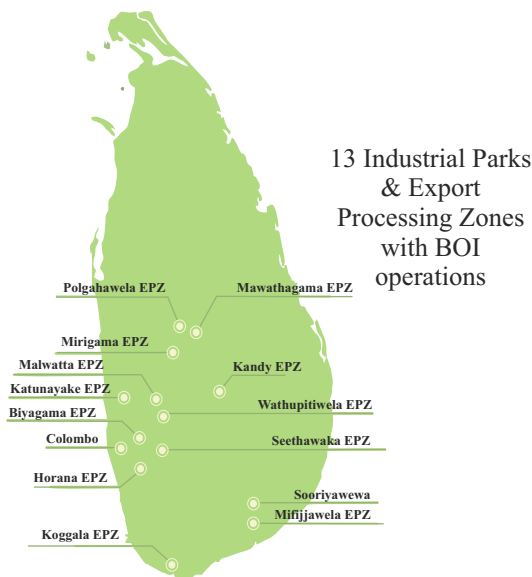 13 Industrial Parks
& Export
Processing Zones
with BOI
operations
Polgahawela EPZ
Mawathagama EPZ
Mirigama EPZ
Malwatta EPZ
Kandy EPZ
Katunayake EPZ
Wathupitiwela EPZ
Biyagama EPZ
Colombo
Seethawaka EPZ
Horana EPZ
Sooriyawewa
Mifijjawela EPZ
Koggala EPZ